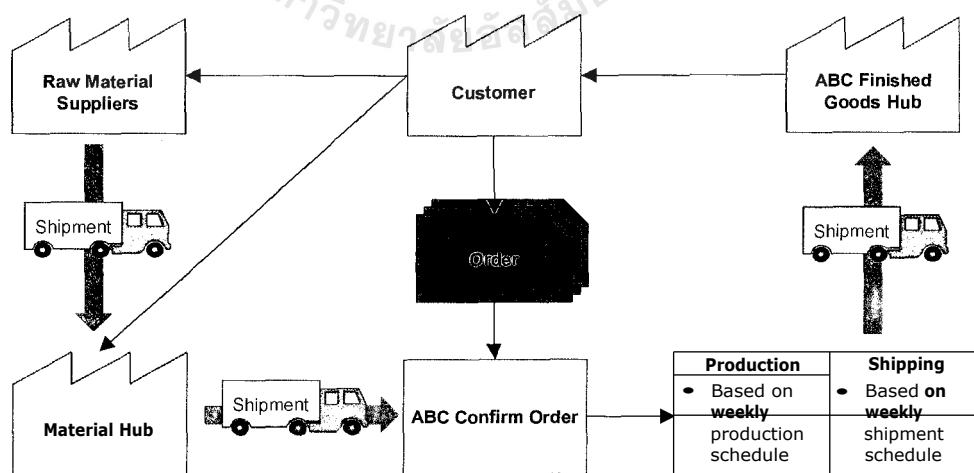 Raw Material
Suppliers
Customer
ABC Finished
Goods Hub
Shipment
Order
Shipment
Material Hub
Shipment
ABC Confirm Order
Production
• Based on
weekly
production
schedule
Shipping
• Based on
weekly
shipment
schedule